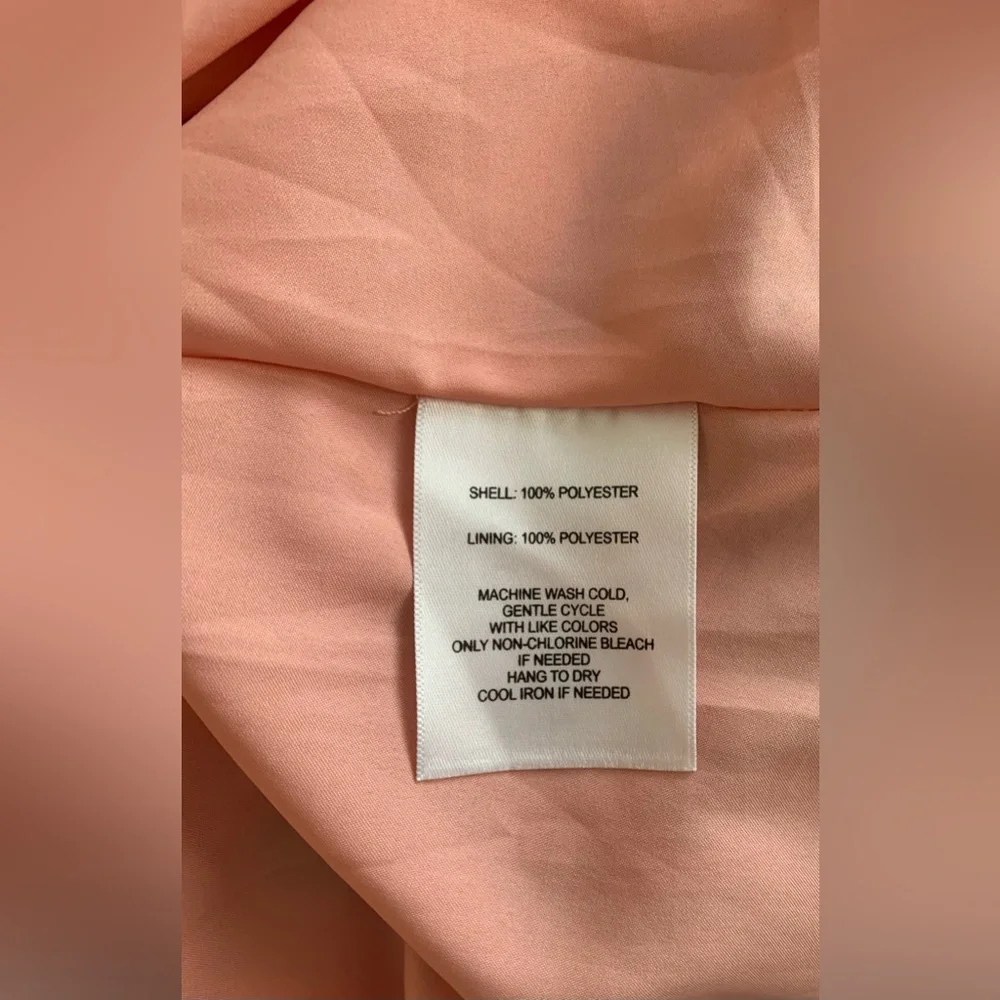 SHELL: 100% POLYESTER
LINING: 100% POLYESTER
MACHINE WASH COLD,
GENTLE CYCLE
WITH LIKE COLORS
ONLY NON-CHLORINE BLEACH
IF NEEDED
HANG TO DRY
COOL IRON IF NEEDED